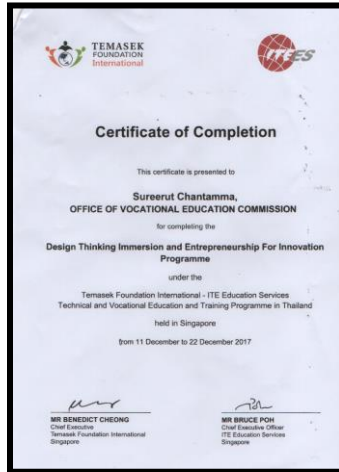 TEMASEK
FOUNDATION
International
ITEES
Certificate of Completion
This certificate is presented to
Sureerut Chantamma,
OFFICE OF VOCATIONAL EDUCATION COMMISSION
for completing the
Design Thinking Immersion and Entrepreneurship For Innovation
Programme
under the
Temasek Foundation International - ITE Education Services
Technical and Vocational Education and Training Programme in Thailand
held in Singapore
from 11 December to 22 December 2017
MR BENEDICT CHEONG
Chief Executive
Temasek Foundation International
Singapore
MR BRUCE POH
Chief Executive Officer
ITE Education Services
Singapore